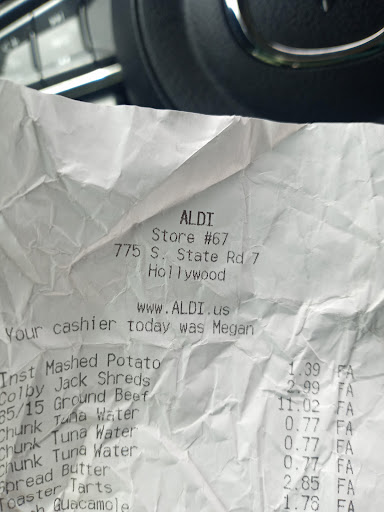 ALDI
Store #67
775 S. State Rd 7
Hollywood
www.ALDI.us
Your cashier today was Megan
Inst Mashed Potato 1.39 FA
Colby Jack Shreds 2.99 FA
85/15 Ground Beef 11.02 FA
Chunk Tuna Water 0.77 FA
Chunk Tuna Water 0.77 FA
Chunk Tuna Water 0.77 FA
Spread Butter 2.85 FA
Toaster Tarts 1.78 FA
Guacamole